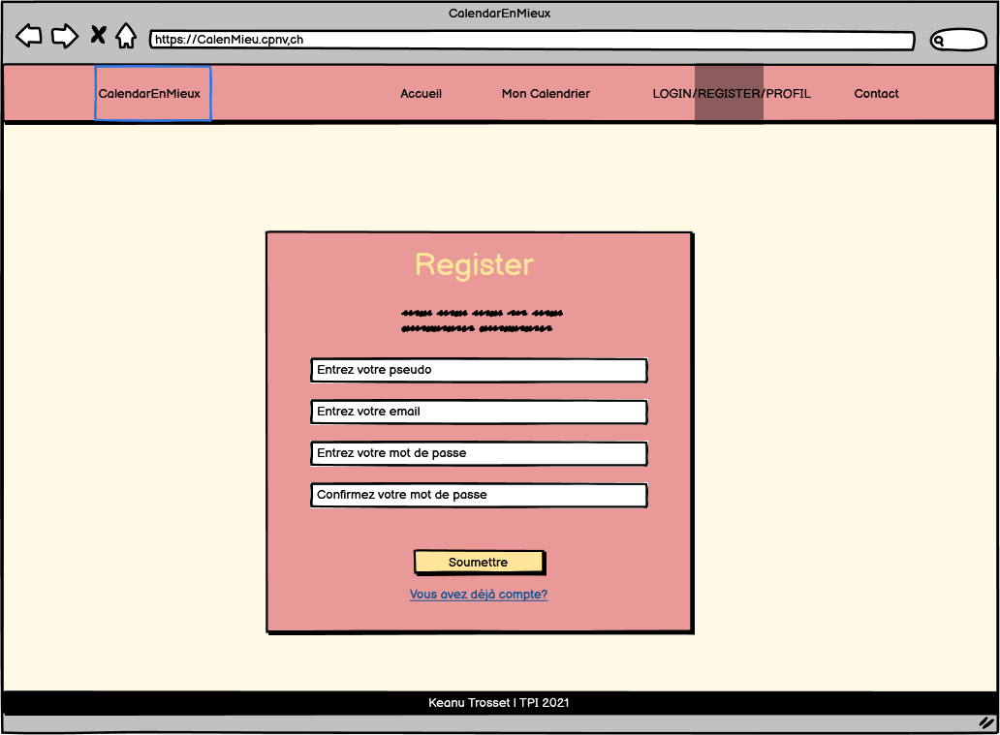 CalendarEnMieux
https://CalenMieu.cpnv,ch
CalendarEnMieux Accueil Mon Calendrier LOGIN/REGISTER/PROFIL Contact
Register
Entrez votre pseudo
Entrez votre email
Entrez votre mot de passe
Confirmez votre mot de passe
Soumettre
Vous avez déjà compte?
Keanu Trosset | TPI 2021